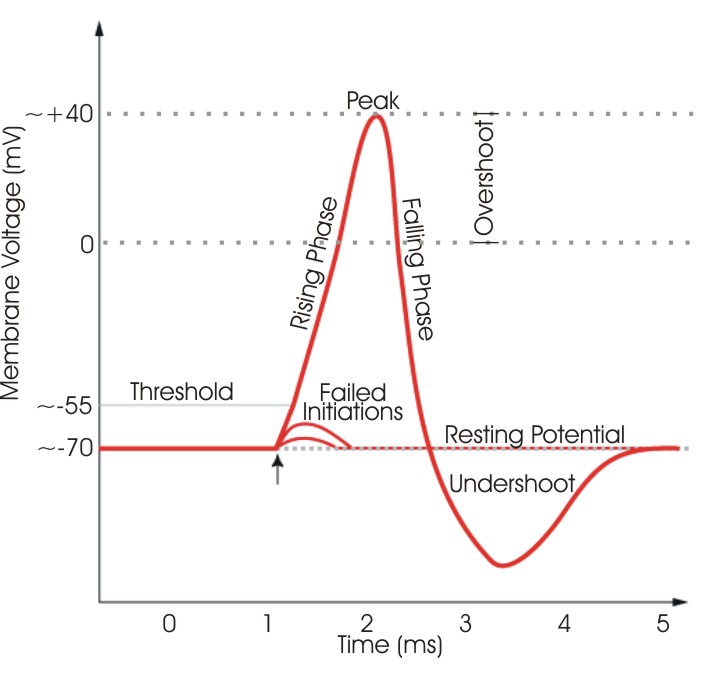 Peak
~+40
Overshoot
Membrane Voltage (mV)
Rising Phase
Falling Phase
0
Threshold
~-55
Failed
Initiations
~-70
Resting Potential
Undershoot
0 1 2 3 4 5
Time (ms)